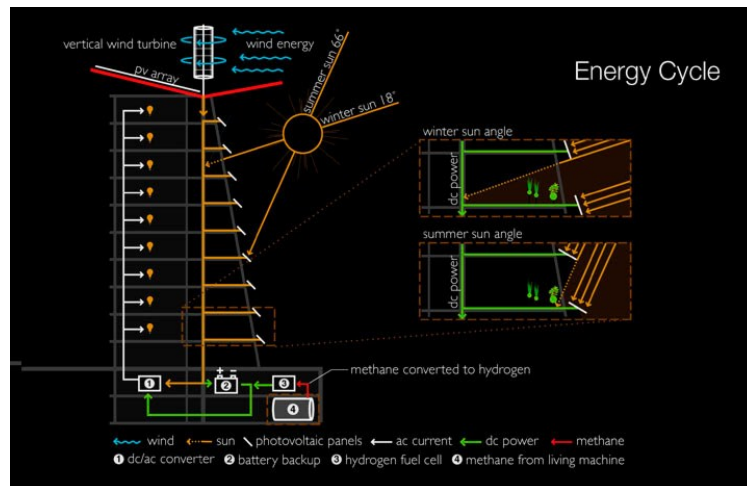 Energy Cycle
vertical wind turbine
wind energy
pv array
summer sun 66°
winter sun 18°
winter sun angle
dc power
summer sun angle
dc power
+ -
1
2
3
4
methane converted to hydrogen
wind sun photovoltaic panels ac current dc power methane
1 dc/ac converter 2 battery backup 3 hydrogen fuel cell 4 methane from living machine